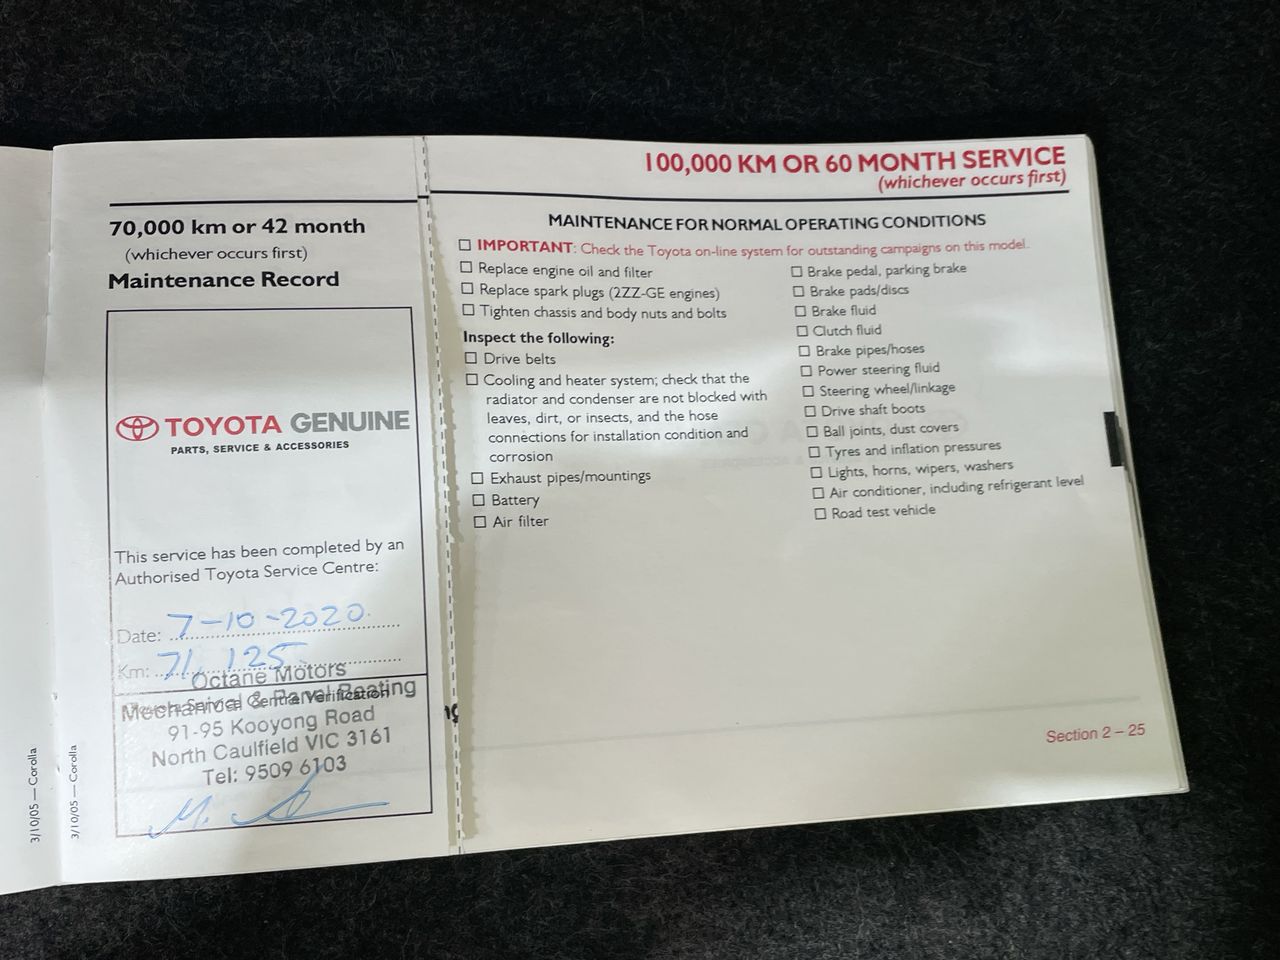 70,000 km or 42 month
(whichever occurs first)
Maintenance Record
TOYOTA GENUINE
PARTS, SERVICE & ACCESSORIES
This service has been completed by an
Authorised Toyota Service Centre:
Date: 7-10-2020
Km: 71,125
Octane Motors
Mechanical & Panel Beating
Toyota Service Centre Verification
91-95 Kooyong Road
North Caulfield VIC 3161
Tel: 9509 6103
3/10/05 — Corolla
3/10/05 — Corolla
100,000 KM OR 60 MONTH SERVICE
(whichever occurs first)
MAINTENANCE FOR NORMAL OPERATING CONDITIONS
IMPORTANT: Check the Toyota on-line system for outstanding campaigns on this model.
Replace engine oil and filter
Replace spark plugs (2ZZ-GE engines)
Tighten chassis and body nuts and bolts
Inspect the following:
Drive belts
Cooling and heater system; check that the
radiator and condenser are not blocked with
leaves, dirt, or insects, and the hose
connections for installation condition and
corrosion
Exhaust pipes/mountings
Battery
Air filter
Brake pedal, parking brake
Brake pads/discs
Brake fluid
Clutch fluid
Brake pipes/hoses
Power steering fluid
Steering wheel/linkage
Drive shaft boots
Ball joints, dust covers
Tyres and inflation pressures
Lights, horns, wipers, washers
Air conditioner, including refrigerant level
Road test vehicle
Section 2 – 25